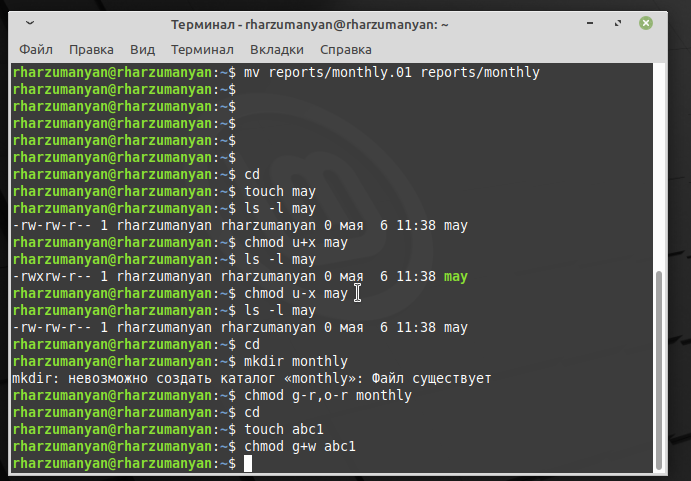 Терминал - rharzumanyan@rharzumanyan: ~
Файл Правка Вид Терминал Вкладки Справка
rharzumanyan@rharzumanyan:~$ mv reports/monthly.01 reports/monthly
rharzumanyan@rharzumanyan:~$
rharzumanyan@rharzumanyan:~$
rharzumanyan@rharzumanyan:~$
rharzumanyan@rharzumanyan:~$
rharzumanyan@rharzumanyan:~$
rharzumanyan@rharzumanyan:~$ cd
rharzumanyan@rharzumanyan:~$ touch may
rharzumanyan@rharzumanyan:~$ ls -l may
-rw-rw-r-- 1 rharzumanyan rharzumanyan 0 мая  6 11:38 may
rharzumanyan@rharzumanyan:~$ chmod u+x may
rharzumanyan@rharzumanyan:~$ ls -l may
-rwxrw-r-- 1 rharzumanyan rharzumanyan 0 мая  6 11:38 may
rharzumanyan@rharzumanyan:~$ chmod u-x may
rharzumanyan@rharzumanyan:~$ ls -l may
-rw-rw-r-- 1 rharzumanyan rharzumanyan 0 мая  6 11:38 may
rharzumanyan@rharzumanyan:~$ cd
rharzumanyan@rharzumanyan:~$ mkdir monthly
mkdir: невозможно создать каталог «monthly»: Файл существует
rharzumanyan@rharzumanyan:~$ chmod g-r,o-r monthly
rharzumanyan@rharzumanyan:~$ cd
rharzumanyan@rharzumanyan:~$ touch abc1
rharzumanyan@rharzumanyan:~$ chmod g+w abc1
rharzumanyan@rharzumanyan:~$